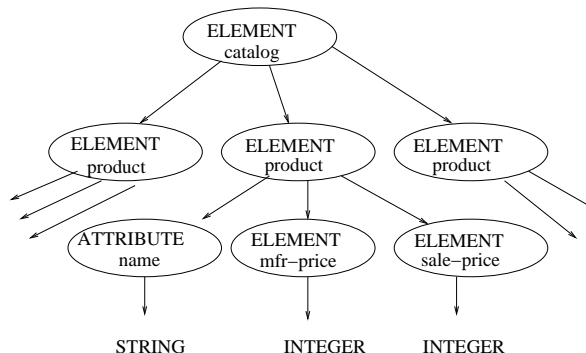 ELEMENT
catalog
ELEMENT
product
ELEMENT
product
ELEMENT
product
ATTRIBUTE
name
ELEMENT
mfr-price
ELEMENT
sale-price
STRING
INTEGER
INTEGER